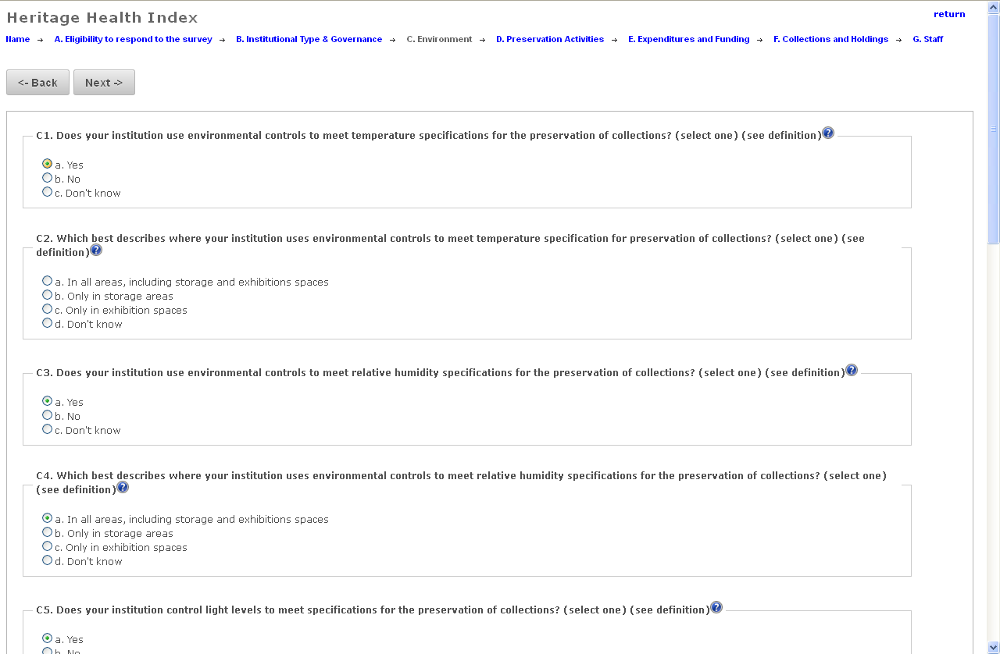 Heritage Health Index
return
Name → A. Eligibility to respond to the survey → B. Institutional Type & Governance → C. Environment → D. Preservation Activities → E. Expenditures and Funding → F. Collections and Holdings → G. Staff
<- Back Next ->
C1. Does your institution use environmental controls to meet temperature specifications for the preservation of collections? (select one) (see definition)?
a. Yes
b. No
c. Don't know
C2. Which best describes where your institution uses environmental controls to meet temperature specification for preservation of collections? (select one) (see
definition)?
a. In all areas, including storage and exhibitions spaces
b. Only in storage areas
c. Only in exhibition spaces
d. Don't know
C3. Does your institution use environmental controls to meet relative humidity specifications for the preservation of collections? (select one) (see definition)?
a. Yes
b. No
c. Don't know
C4. Which best describes where your institution uses environmental controls to meet relative humidity specifications for the preservation of collections? (select one)
(see definition)?
a. In all areas, including storage and exhibitions spaces
b. Only in storage areas
c. Only in exhibition spaces
d. Don't know
C5. Does your institution control light levels to meet specifications for the preservation of collections? (select one) (see definition)?
a. Yes
b. No